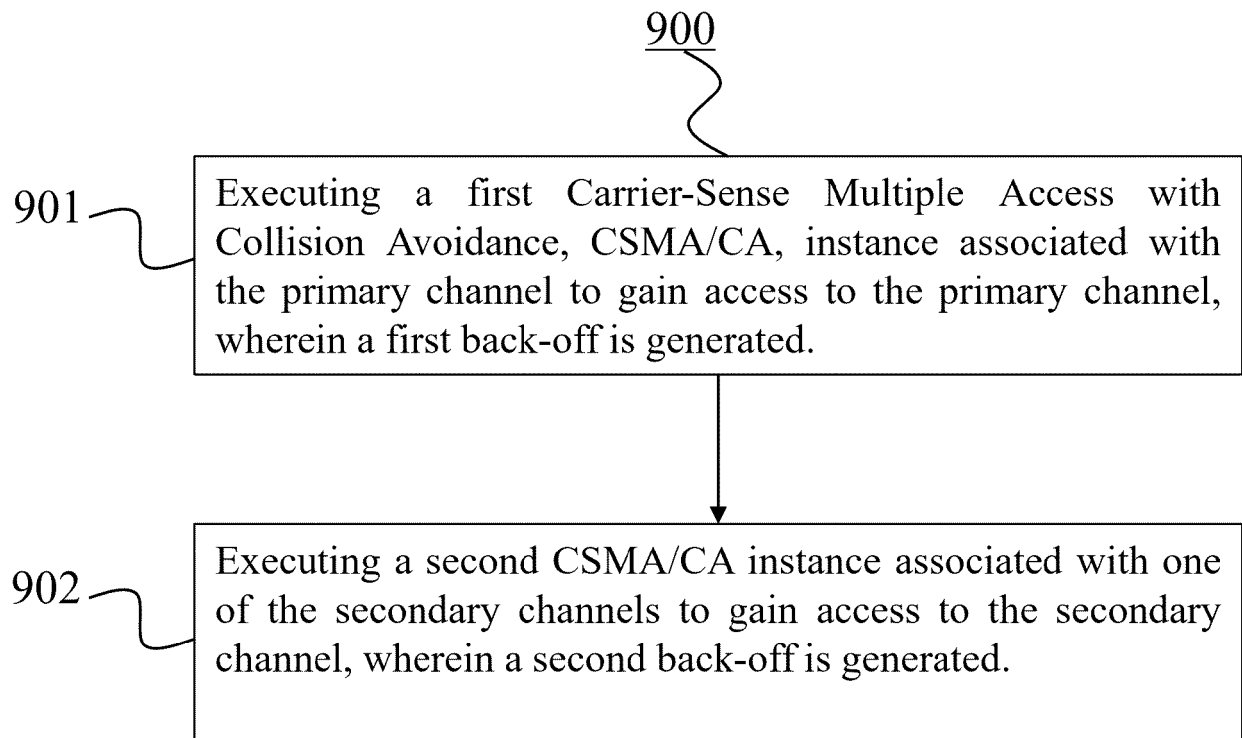 900
901
Executing a first Carrier-Sense Multiple Access with
Collision Avoidance, CSMA/CA, instance associated with
the primary channel to gain access to the primary channel,
wherein a first back-off is generated.
902
Executing a second CSMA/CA instance associated with one
of the secondary channels to gain access to the secondary
channel, wherein a second back-off is generated.